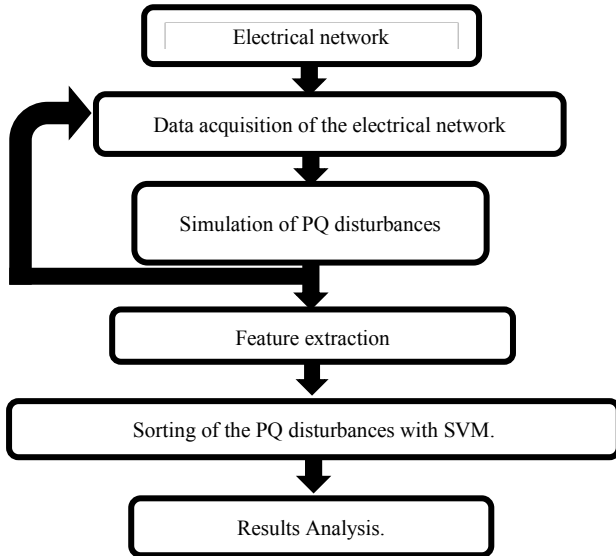 Electrical network
Data acquisition of the electrical network
Simulation of PQ disturbances
Feature extraction
Sorting of the PQ disturbances with SVM.
Results Analysis.